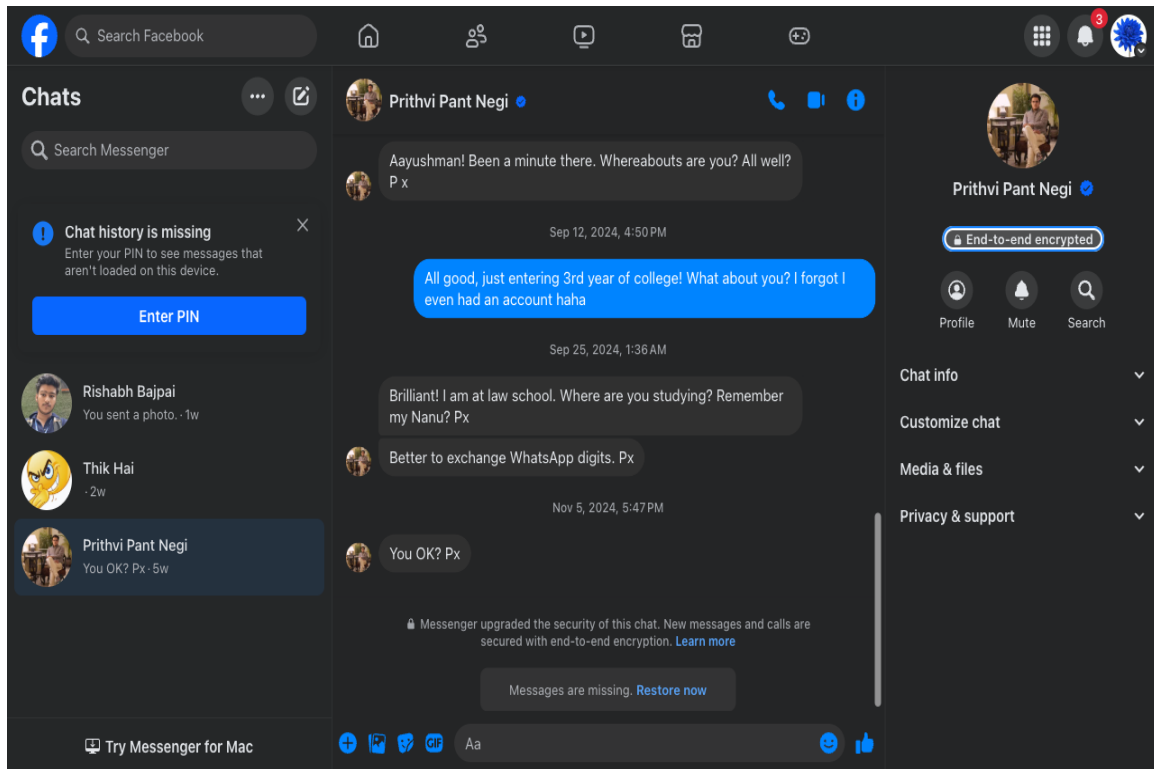 Search Facebook
3
Chats
Search Messenger
Chat history is missing
Enter your PIN to see messages that
aren't loaded on this device.
Enter PIN
Rishabh Bajpai
You sent a photo. · 1w
Thik Hai
· 2w
Prithvi Pant Negi
You OK? Px · 5w
Try Messenger for Mac
Prithvi Pant Negi
Aayushman! Been a minute there. Whereabouts are you? All well?
P x
Sep 12, 2024, 4:50 PM
All good, just entering 3rd year of college! What about you? I forgot I
even had an account haha
Sep 25, 2024, 1:36 AM
Brilliant! I am at law school. Where are you studying? Remember
my Nanu? Px
Better to exchange WhatsApp digits. Px
Nov 5, 2024, 5:47 PM
You OK? Px
Messenger upgraded the security of this chat. New messages and calls are
secured with end-to-end encryption. Learn more
Messages are missing. Restore now
GIF
Aa
Prithvi Pant Negi
End-to-end encrypted
Profile
Mute
Search
Chat info
Customize chat
Media & files
Privacy & support